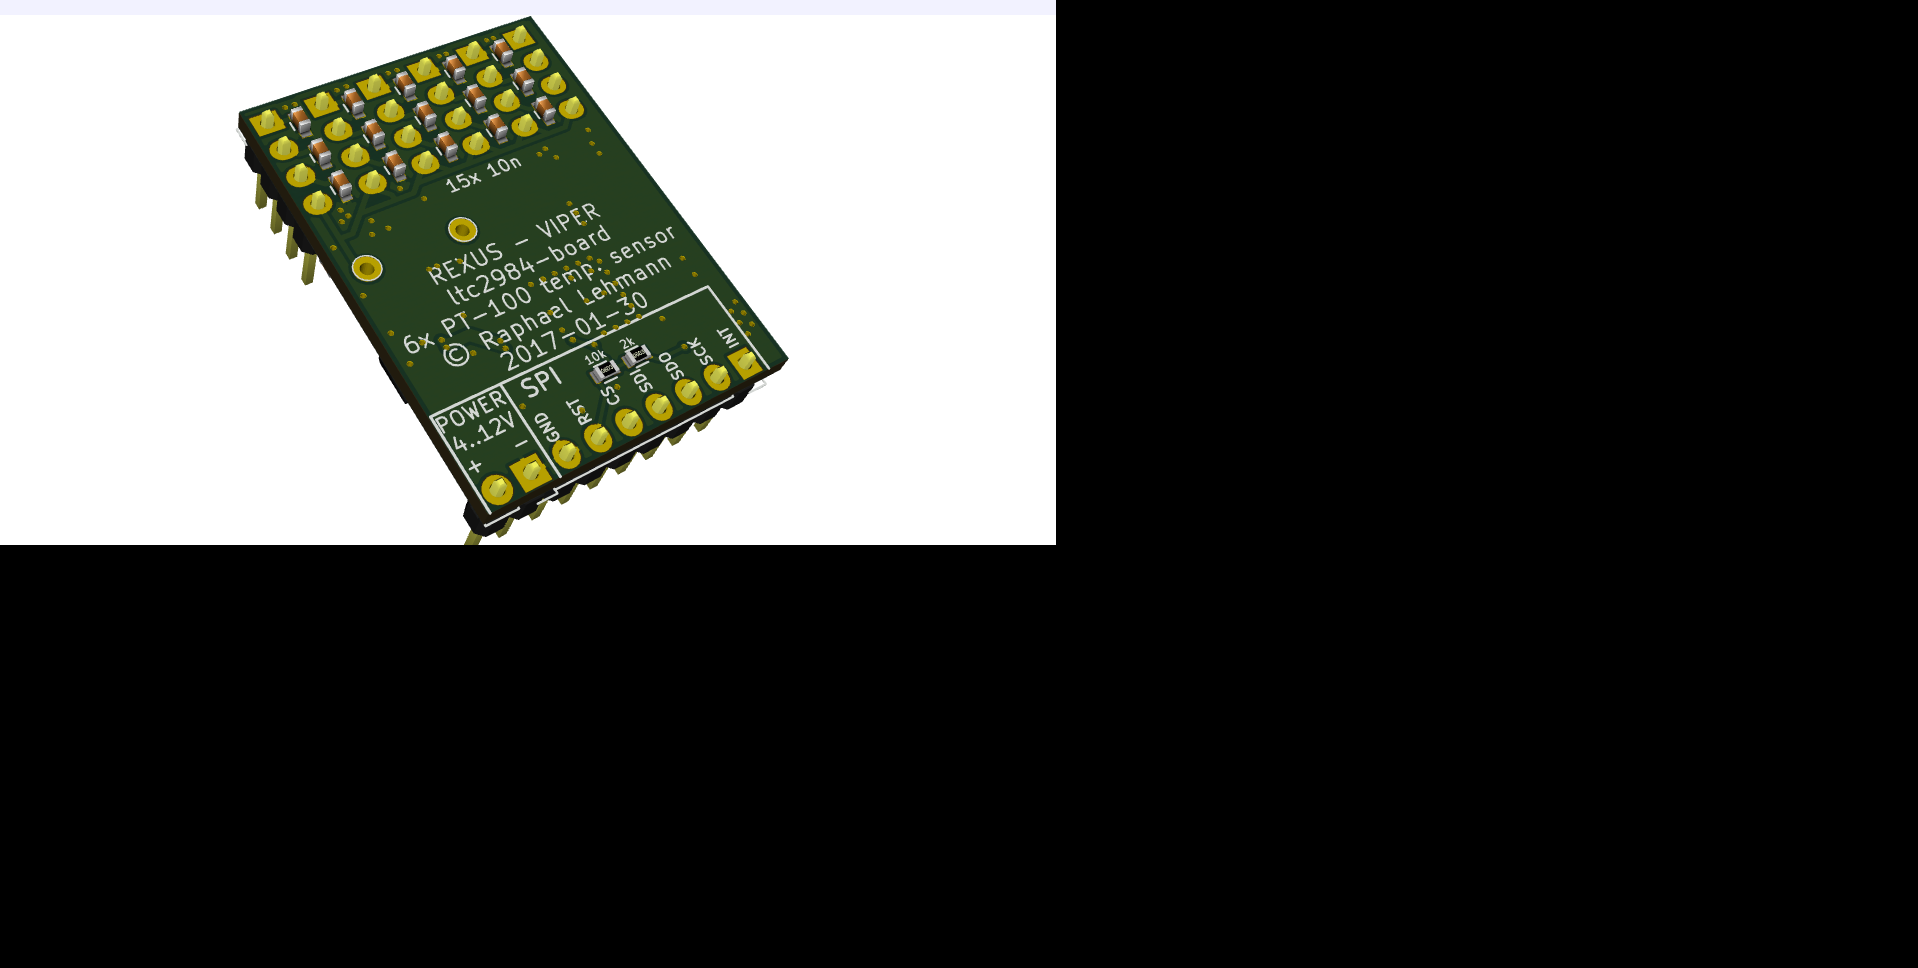 15x 10n
REXUS - VIPER
ltc2984-board
6x PT-100 temp. sensor
© Raphael Lehmann
2017-01-30
10k
2k
SPI
INT
SCK
SDO
SDI
CS
RST
GND
POWER
4..12V
+ -